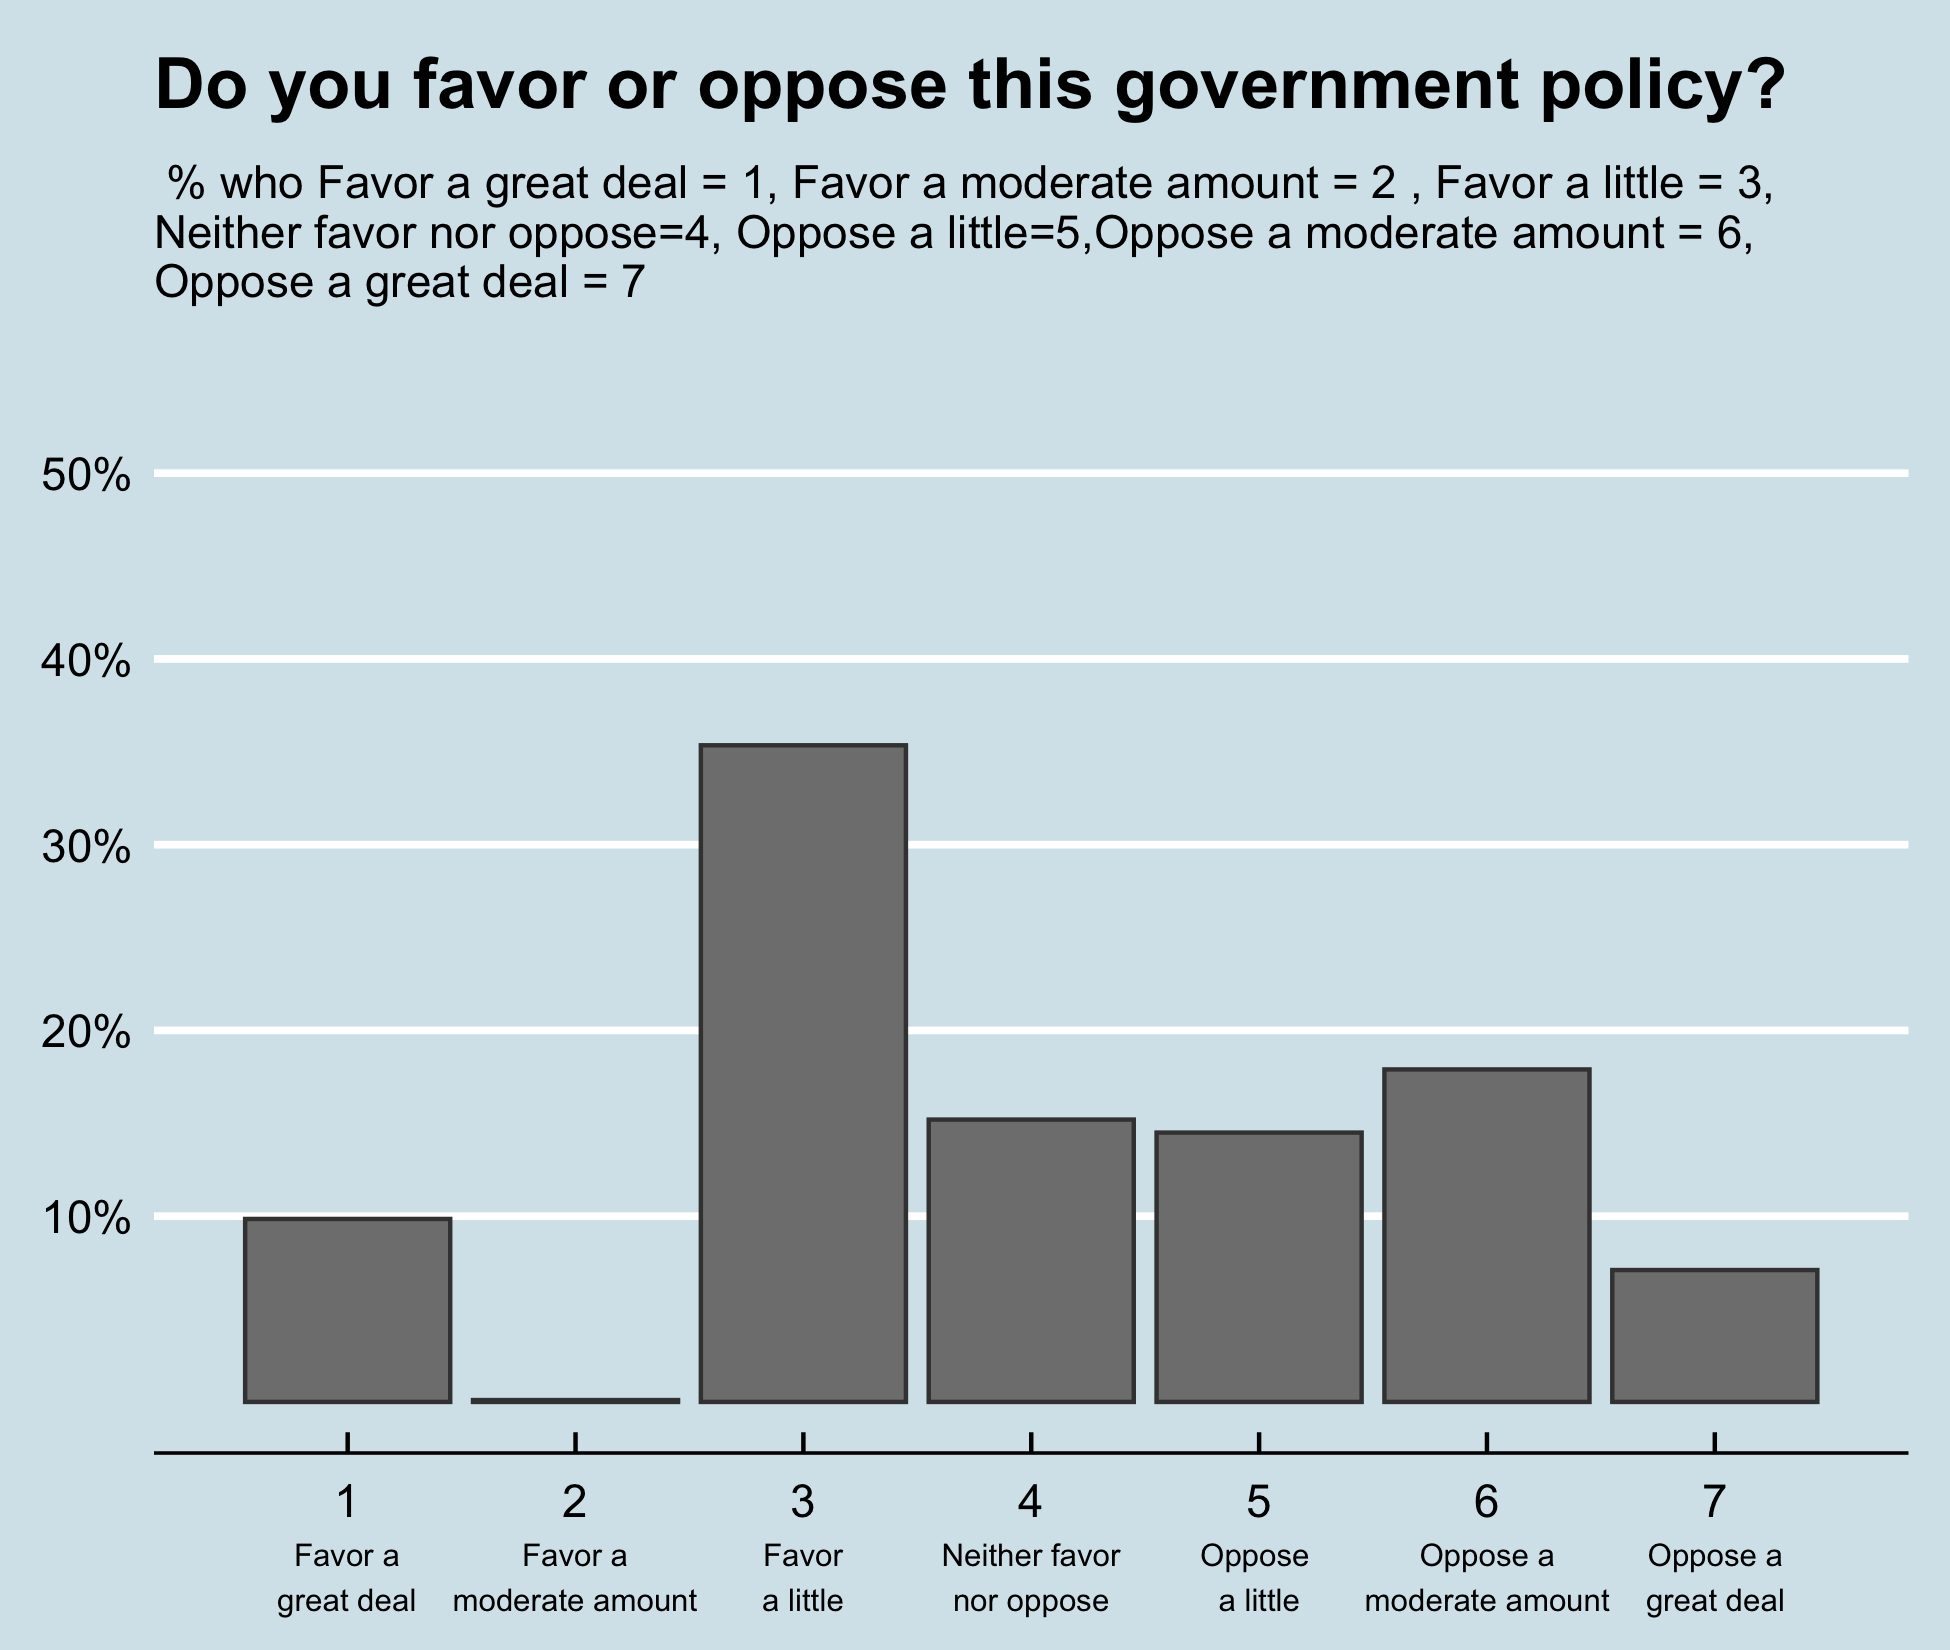 Do you favor or oppose this government policy?
% who Favor a great deal = 1, Favor a moderate amount = 2 , Favor a little = 3,
Neither favor nor oppose=4, Oppose a little=5,Oppose a moderate amount = 6,
Oppose a great deal = 7
50%
40%
30%
20%
10%
1 2 3 4 5 6 7
Favor a Favor a Favor Neither favor Oppose Oppose a Oppose a
great deal moderate amount a little nor oppose a little moderate amount great deal